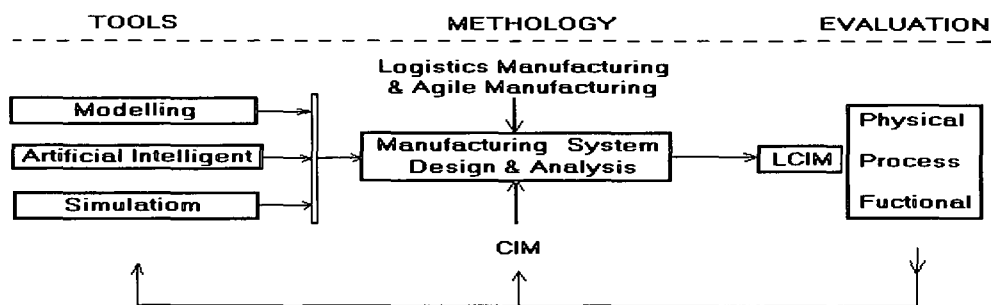 TOOLS METHOLOGY EVALUATION
Logistics Manufacturing
& Agile Manufacturing
Modelling
Artificial Intelligent
Simulatiom
Manufacturing System
Design & Analysis
LCIM
Physical
Process
Fuctional
CIM